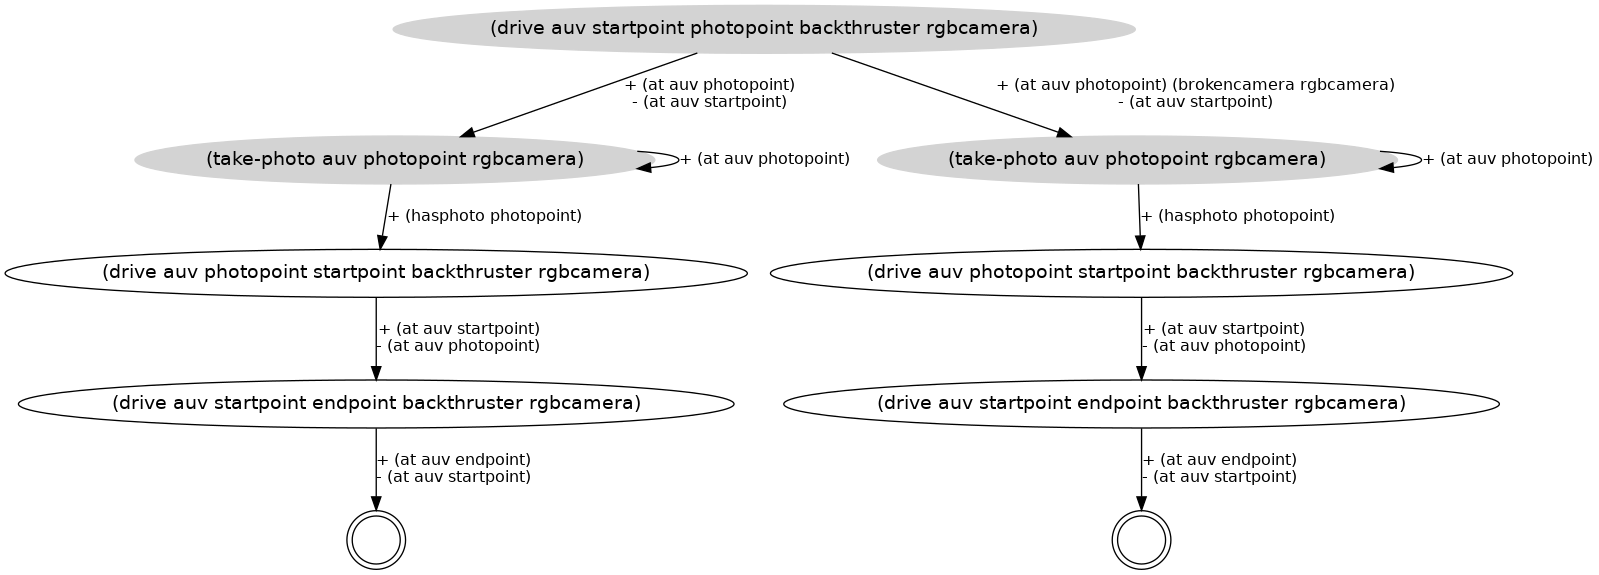 (drive auv startpoint photopoint backthruster rgbcamera)
+ (at auv photopoint)
- (at auv startpoint)
+ (at auv photopoint) (brokencamera rgbcamera)
- (at auv startpoint)
(take-photo auv photopoint rgbcamera)
+ (at auv photopoint)
(take-photo auv photopoint rgbcamera)
+ (at auv photopoint)
+ (hasphoto photopoint)
+ (hasphoto photopoint)
(drive auv photopoint startpoint backthruster rgbcamera)
(drive auv photopoint startpoint backthruster rgbcamera)
+ (at auv startpoint)
- (at auv photopoint)
+ (at auv startpoint)
- (at auv photopoint)
(drive auv startpoint endpoint backthruster rgbcamera)
(drive auv startpoint endpoint backthruster rgbcamera)
+ (at auv endpoint)
- (at auv startpoint)
+ (at auv endpoint)
- (at auv startpoint)